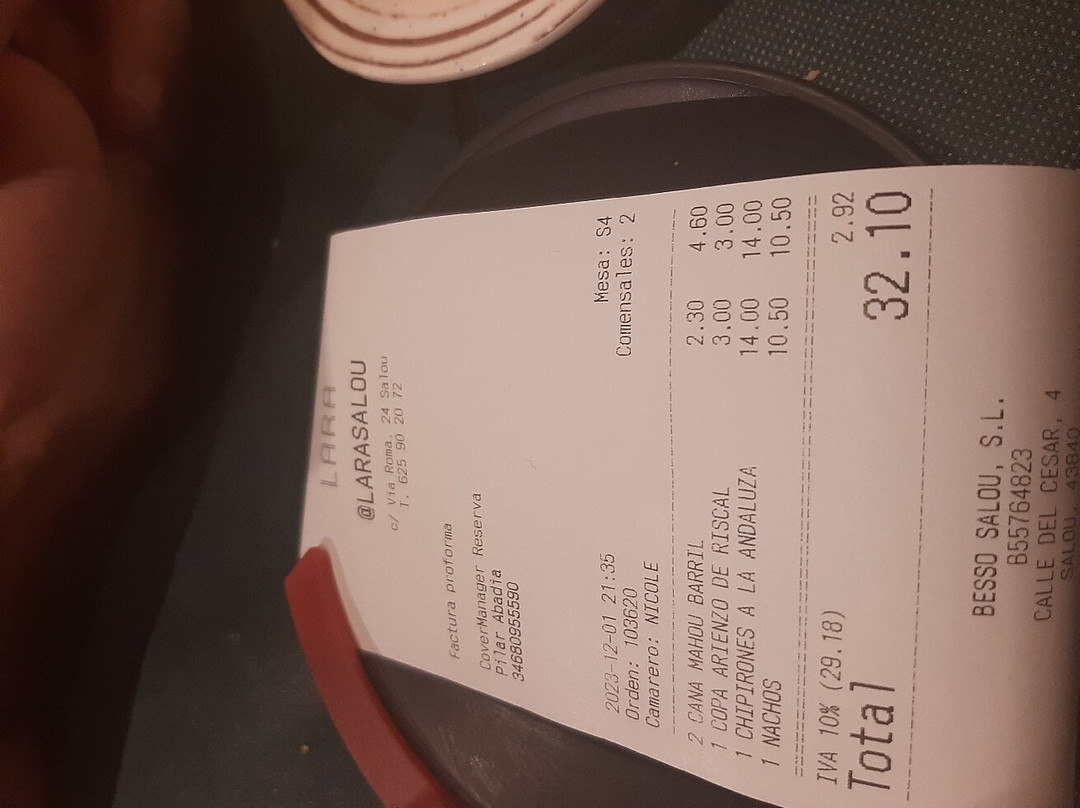 LARA
@LARASALOU
c/ Via Roma, 24 Salou
T. 625 90 20 72
Factura proforma
CoverManager Reserva
Pilar Abadia
34680955590
Mesa: S4
2023-12-01 21:35 Comensales: 2
Orden: 103620
Camarero: NICOLE
2 CANA MAHOU BARRIL 2.30 4.60
1 COPA ARIENZO DE RISCAL 3.00 3.00
1 CHIPIRONES A LA ANDALUZA 14.00 14.00
1 NACHOS 10.50 10.50
IVA 10% (29.18) 2.92
Total 32.10
BESSO SALOU, S.L.
B55764823
CALLE DEL CESAR, 4
SALOU, 43840